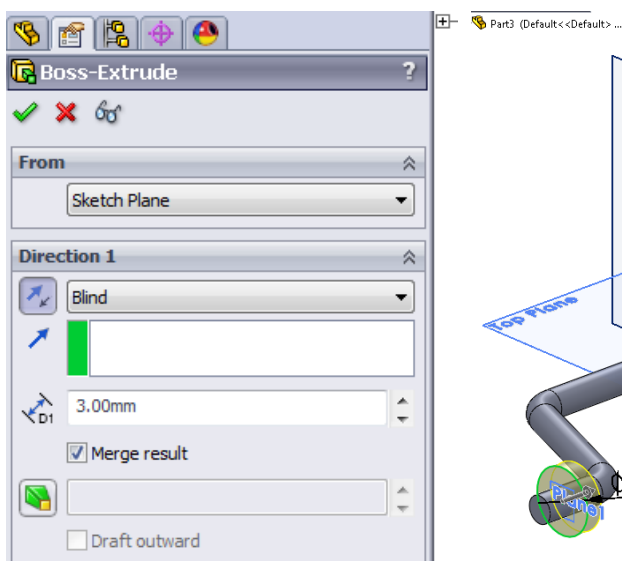 Part3 (Default<<Default> ...
Boss-Extrude ?
From
Sketch Plane
Direction 1
Blind
D1
3.00mm
Merge result
Draft outward
Top Plane
Plane1